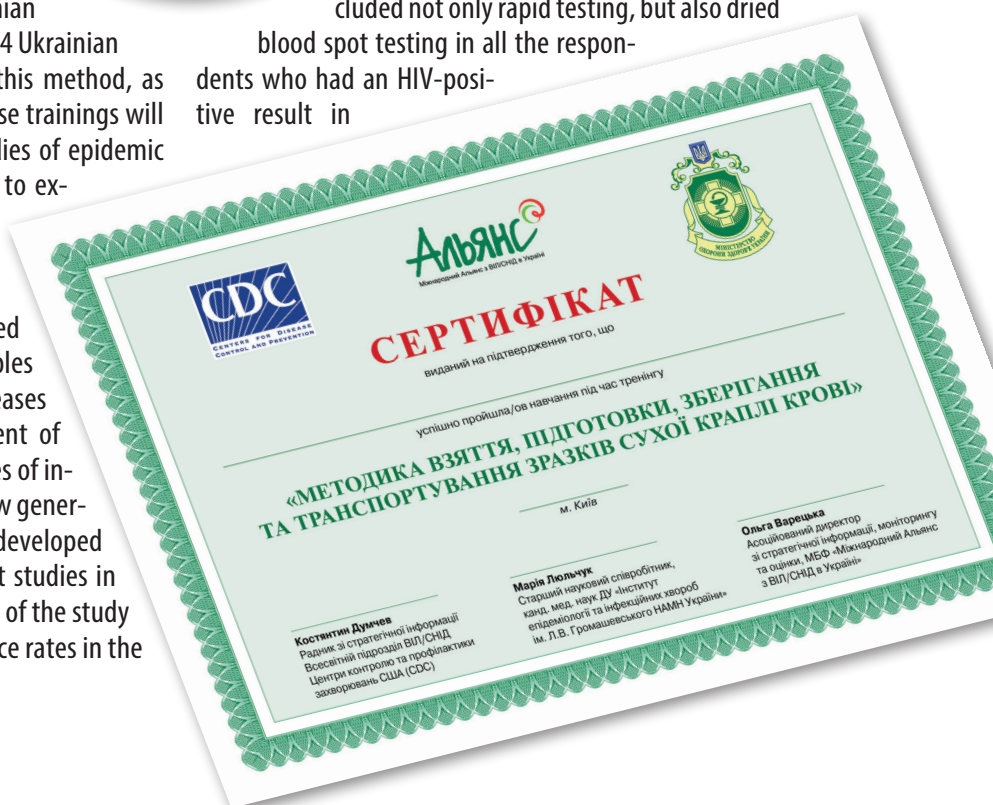 nian
4 Ukrainian
this method, as
se trainings will
lies of epidemic
to ex-
ed
bles
eases
ent of
es of in-
w gener-
developed
t studies in
of the study
ce rates in the
cluded not only rapid testing, but also dried
blood spot testing in all the respon-
dents who had an HIV-posi-
tive result in
CDC
CENTERS FOR DISEASE
CONTROL AND PREVENTION
АЛЬЯНС
Міжнародний Альянс з ВІЛ/СНІД в Україні
МІНІСТЕРСТВО
ОХОРОНИ ЗДОРОВ'Я УКРАЇНИ
СЕРТИФІКАТ
виданий на підтвердження того, що
успішно пройшла/ов навчання під час тренінгу
«МЕТОДИКА ВЗЯТТЯ, ПІДГОТОВКИ, ЗБЕРІГАННЯ
ТА ТРАНСПОРТУВАННЯ ЗРАЗКІВ СУХОЇ КРАПЛІ КРОВІ»
м. Київ
Костянтин Думчев
Радник зі стратегічної інформації
Всесвітній підрозділ ВІЛ/СНІД
Центри контролю та профілактики
захворювань США (CDC)
Марія Люльчук
Старший науковий співробітник,
канд. мед. наук ДУ «Інститут
епідеміології та інфекційних хвороб
ім. Л.В. Громашевського НАМН України»
Ольга Варецька
Асоційований директор
зі стратегічної інформації, моніторингу
та оцінки, МБФ «Міжнародний Альянс
з ВІЛ/СНІД в Україні»